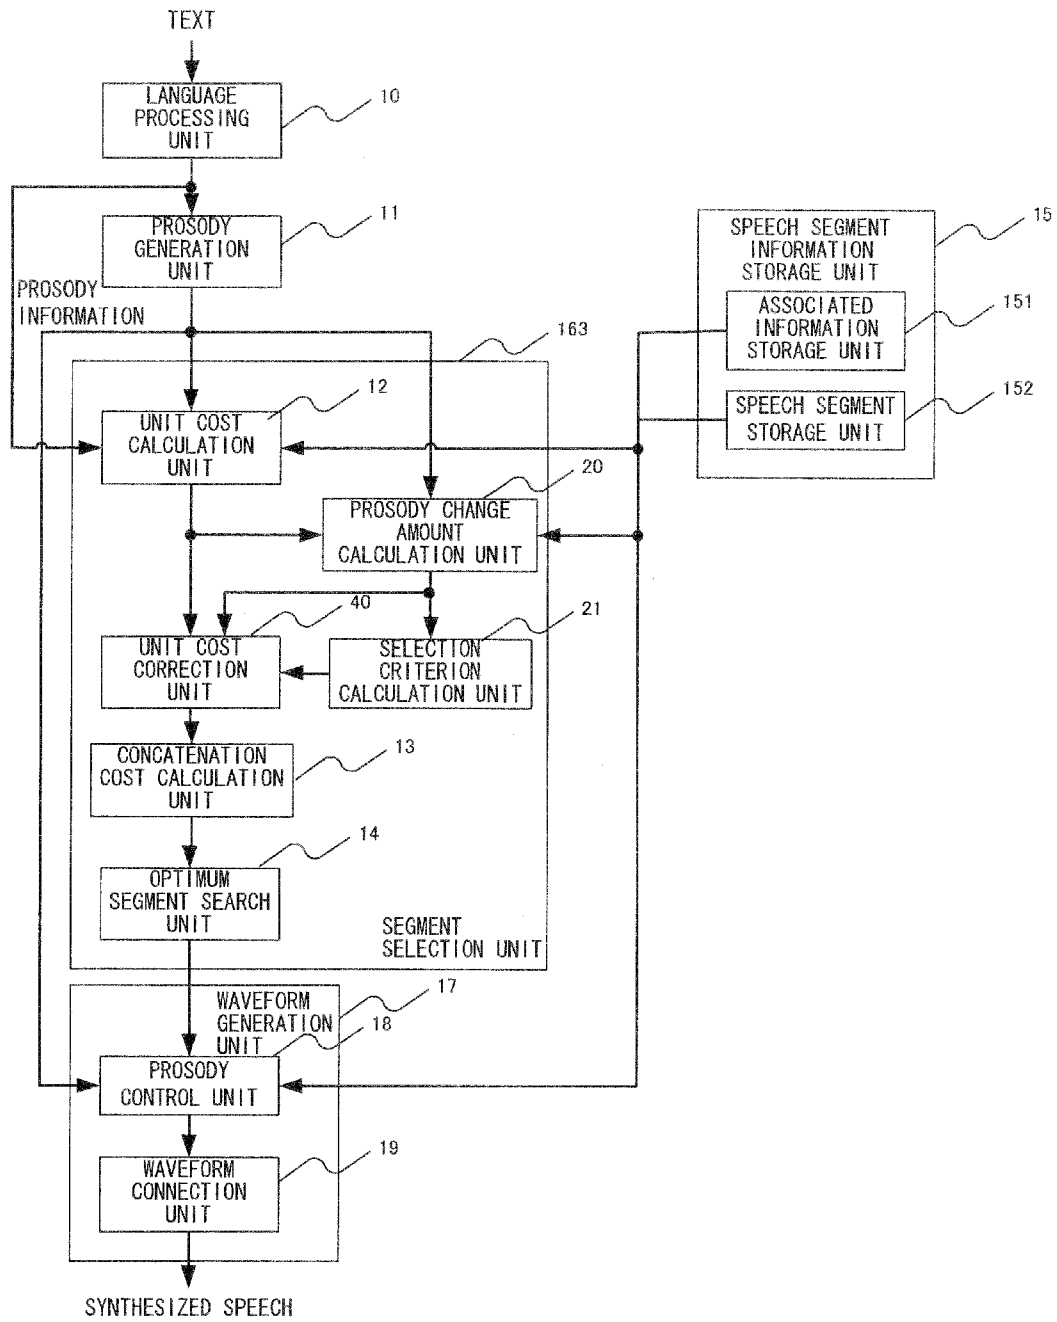 TEXT
LANGUAGE
PROCESSING
UNIT
10
PROSODY
GENERATION
UNIT
11
PROSODY
INFORMATION
SPEECH SEGMENT
INFORMATION
STORAGE UNIT
15
ASSOCIATED
INFORMATION
STORAGE UNIT
151
SPEECH SEGMENT
STORAGE UNIT
152
163
UNIT COST
CALCULATION
UNIT
12
PROSODY CHANGE
AMOUNT
CALCULATION UNIT
20
UNIT COST
CORRECTION
UNIT
40
SELECTION
CRITERION
CALCULATION UNIT
21
CONCATENATION
COST CALCULATION
UNIT
13
OPTIMUM
SEGMENT SEARCH
UNIT
14
SEGMENT
SELECTION UNIT
WAVEFORM
GENERATION
UNIT
17
PROSODY
CONTROL UNIT
18
WAVEFORM
CONNECTION
UNIT
19
SYNTHESIZED SPEECH